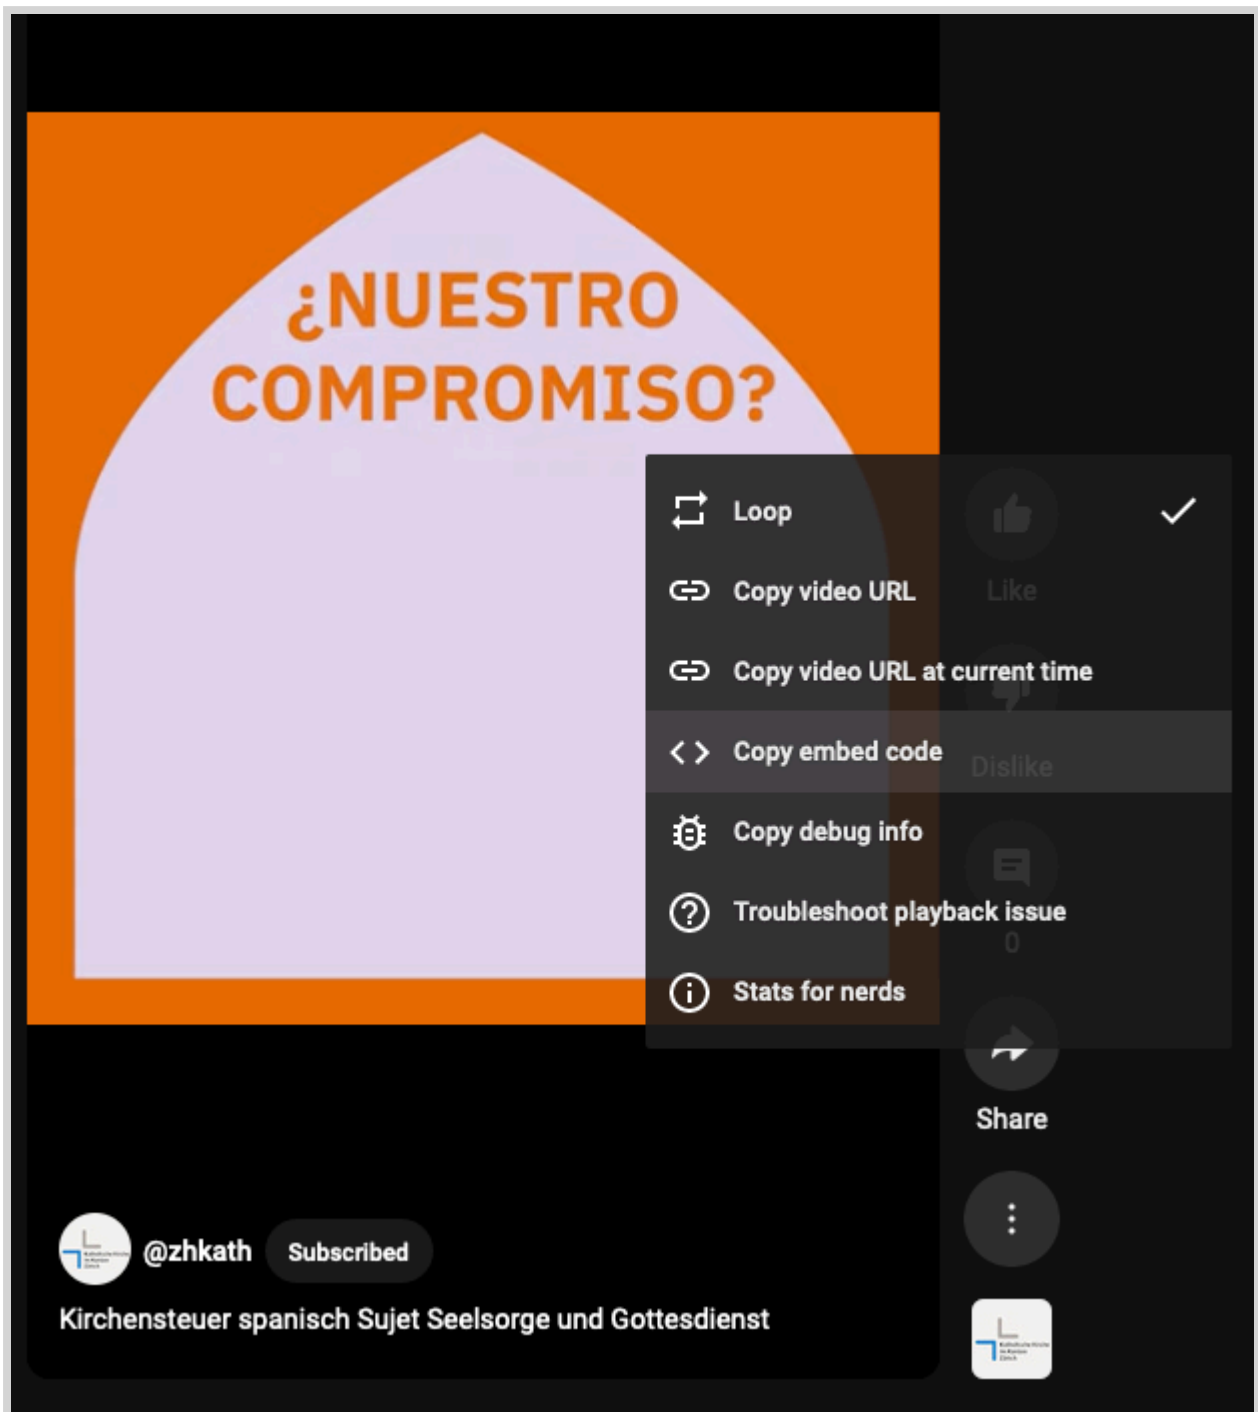 ¿NUESTRO
COMPROMISO?
Loop
Copy video URL
Like
Copy video URL at current time
Copy embed code
Dislike
Copy debug info
Troubleshoot playback issue
0
Stats for nerds
Share
@zhkath
Subscribed
Kirchensteuer spanisch Sujet Seelsorge und Gottesdienst